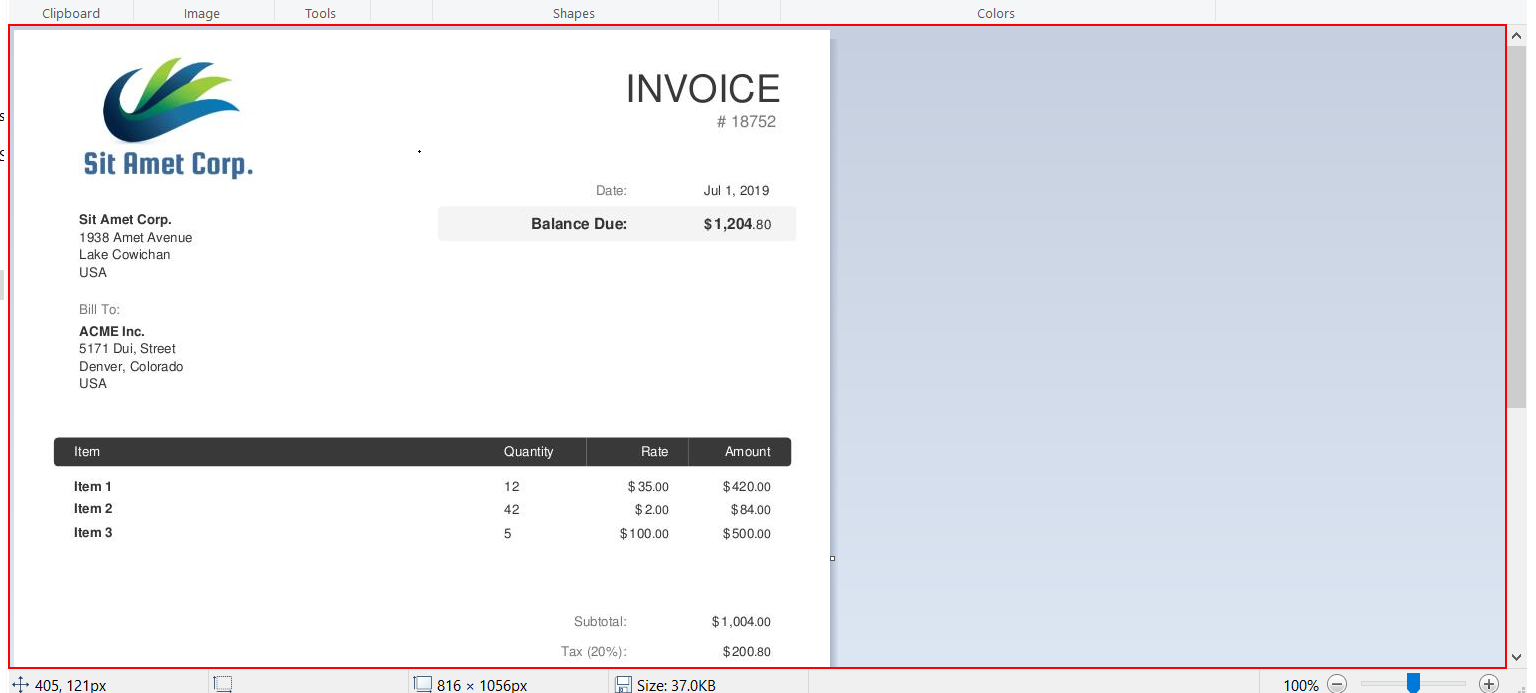 Clipboard Image Tools Shapes Colors
INVOICE
# 18752
Sit Amet Corp.
Date: Jul 1, 2019
Balance Due: $1,204.80
Sit Amet Corp.
1938 Amet Avenue
Lake Cowichan
USA
Bill To:
ACME Inc.
5171 Dui, Street
Denver, Colorado
USA
Item Quantity Rate Amount
Item 1 12 $35.00 $420.00
Item 2 42 $2.00 $84.00
Item 3 5 $100.00 $500.00
Subtotal: $1,004.00
Tax (20%): $200.80
405, 121px 816 × 1056px Size: 37.0KB 100%